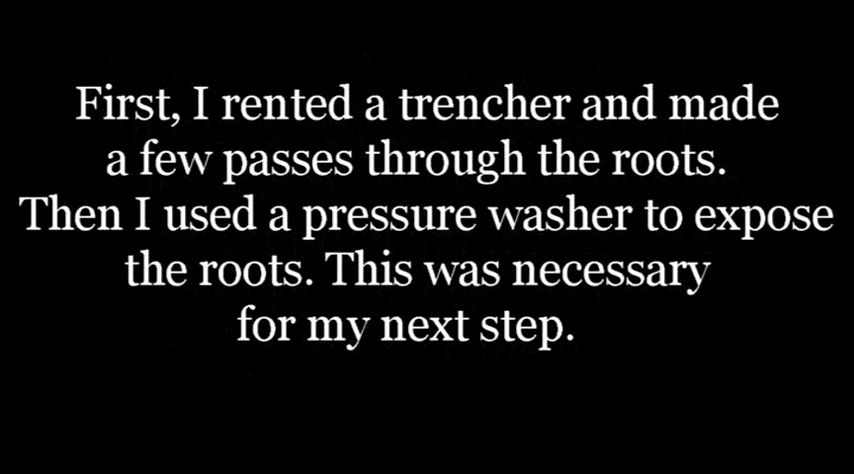 First, I rented a trencher and made
a few passes through the roots.
Then I used a pressure washer to expose
the roots. This was necessary
for my next step.